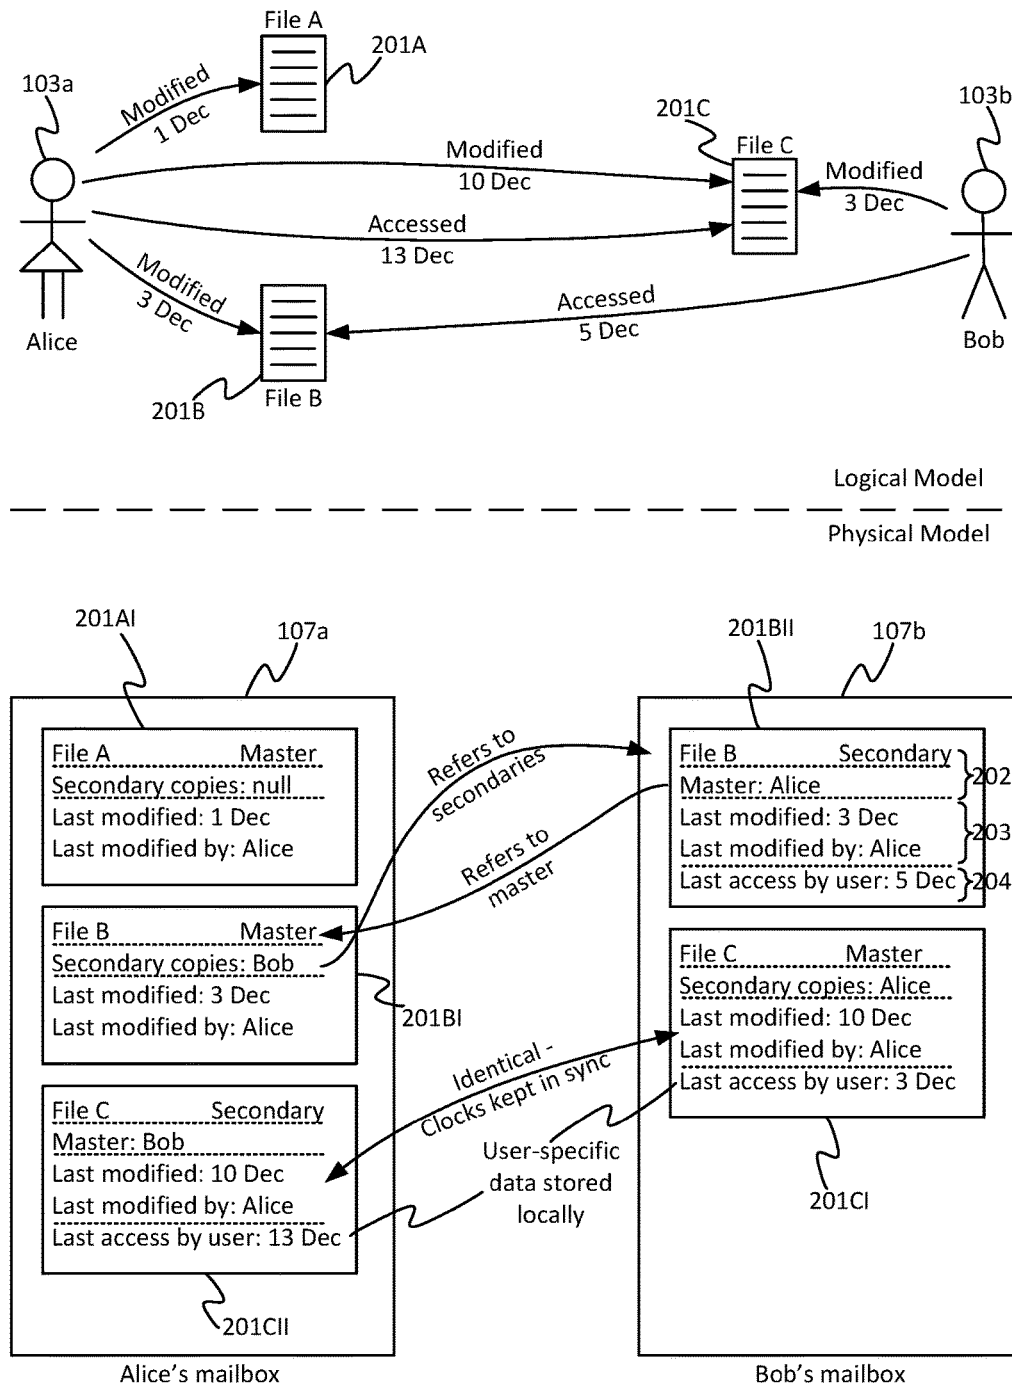 File A
201A
103a
Modified
1 Dec
201C
103b
File C
Modified
10 Dec
Modified
3 Dec
Accessed
13 Dec
Modified
3 Dec
Accessed
5 Dec
Alice
Bob
201B
File B
Logical Model
Physical Model
201AI
107a
201BII
107b
File A Master
Secondary copies: null
Last modified: 1 Dec
Last modified by: Alice
File B Master
Secondary copies: Bob
Last modified: 3 Dec
Last modified by: Alice
201BI
File C Secondary
Master: Bob
Last modified: 10 Dec
Last modified by: Alice
Last access by user: 13 Dec
201CII
Refers to
secondaries
Refers to
master
Identical -
Clocks kept in sync
User-specific
data stored
locally
File B Secondary
Master: Alice
202
Last modified: 3 Dec
Last modified by: Alice
203
Last access by user: 5 Dec
204
File C Master
Secondary copies: Alice
Last modified: 10 Dec
Last modified by: Alice
Last access by user: 3 Dec
201CI
Alice's mailbox
Bob's mailbox